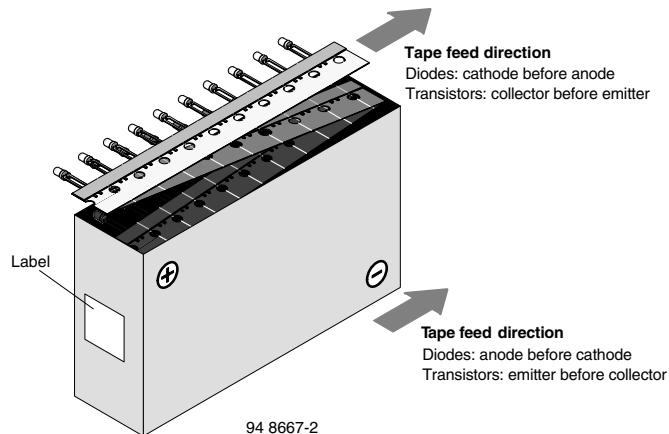 Tape feed direction
Diodes: cathode before anode
Transistors: collector before emitter
Label
+
−
Tape feed direction
Diodes: anode before cathode
Transistors: emitter before collector
94 8667-2